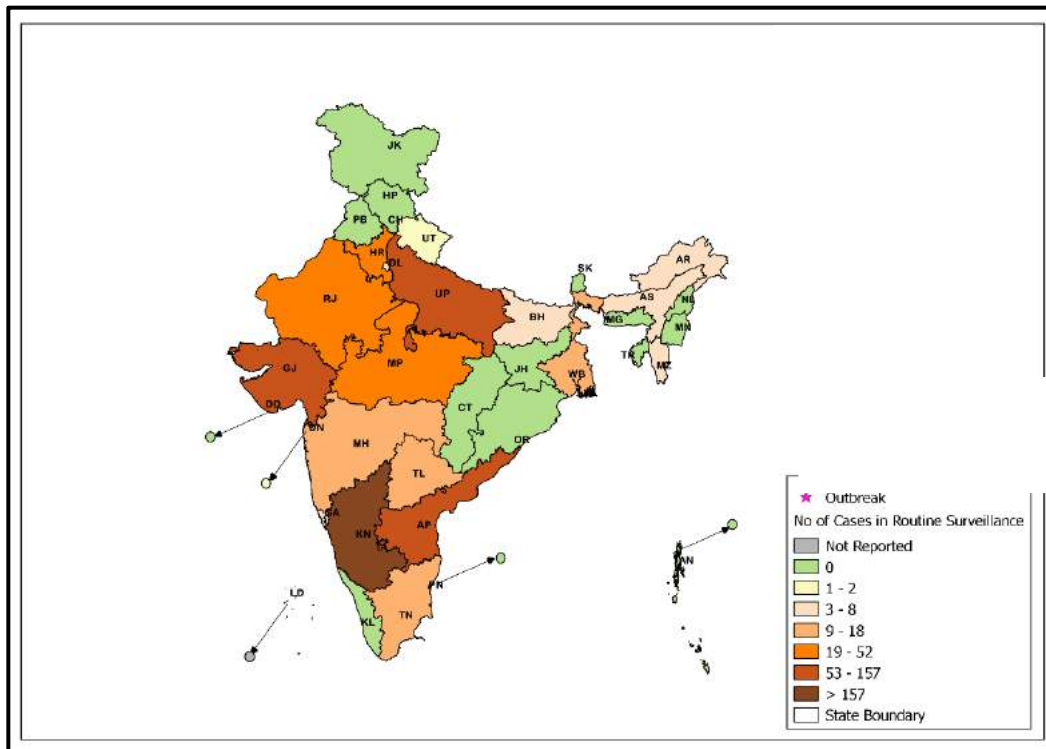 JK
HP
PB
CH
UT
HR
DL
SK
AR
RJ
UP
AS
NL
BH
MG
MN
MP
TR
GJ
JH
MZ
WB
CT
DD
DN
OR
MH
TL
GA
KN
AP
AN
PN
LD
TN
KL
Outbreak
No of Cases in Routine Surveillance
Not Reported
0
1 - 2
3 - 8
9 - 18
19 - 52
53 - 157
> 157
State Boundary